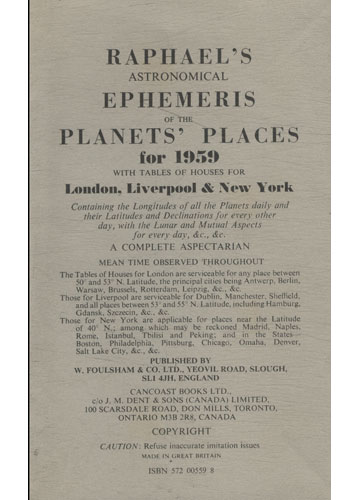 RAPHAEL'S
ASTRONOMICAL
EPHEMERIS
OF THE
PLANETS' PLACES
for 1959
WITH TABLES OF HOUSES FOR
London, Liverpool & New York
Containing the Longitudes of all the Planets daily and
their Latitudes and Declinations for every other
day, with the Lunar and Mutual Aspects
for every day, &c., &c.
A COMPLETE ASPECTARIAN
MEAN TIME OBSERVED THROUGHOUT
The Tables of Houses for London are serviceable for any place between
50° and 53° N. Latitude, the principal cities being Antwerp, Berlin,
Warsaw, Brussels, Rotterdam, Leipzig, &c., &c.
Those for Liverpool are serviceable for Dublin, Manchester, Sheffield,
and all places between 53° and 55° N. Latitude, including Hamburg,
Gdansk, Szczecin, &c., &c.
Those for New York are applicable for places near the Latitude
of 40° N.; among which may be reckoned Madrid, Naples,
Rome, Istanbul, Tbilisi and Peking; and in the States—
Boston, Philadelphia, Pittsburg, Chicago, Omaha, Denver,
Salt Lake City, &c., &c.
PUBLISHED BY
W. FOULSHAM & CO. LTD., YEOVIL ROAD, SLOUGH,
SL1 4JH, ENGLAND
CANCOAST BOOKS LTD.,
c/o J. M. DENT & SONS (CANADA) LIMITED,
100 SCARSDALE ROAD, DON MILLS, TORONTO,
ONTARIO M3B 2R8, CANADA
COPYRIGHT
CAUTION: Refuse inaccurate imitation issues
MADE IN GREAT BRITAIN
ISBN 572 00559 8